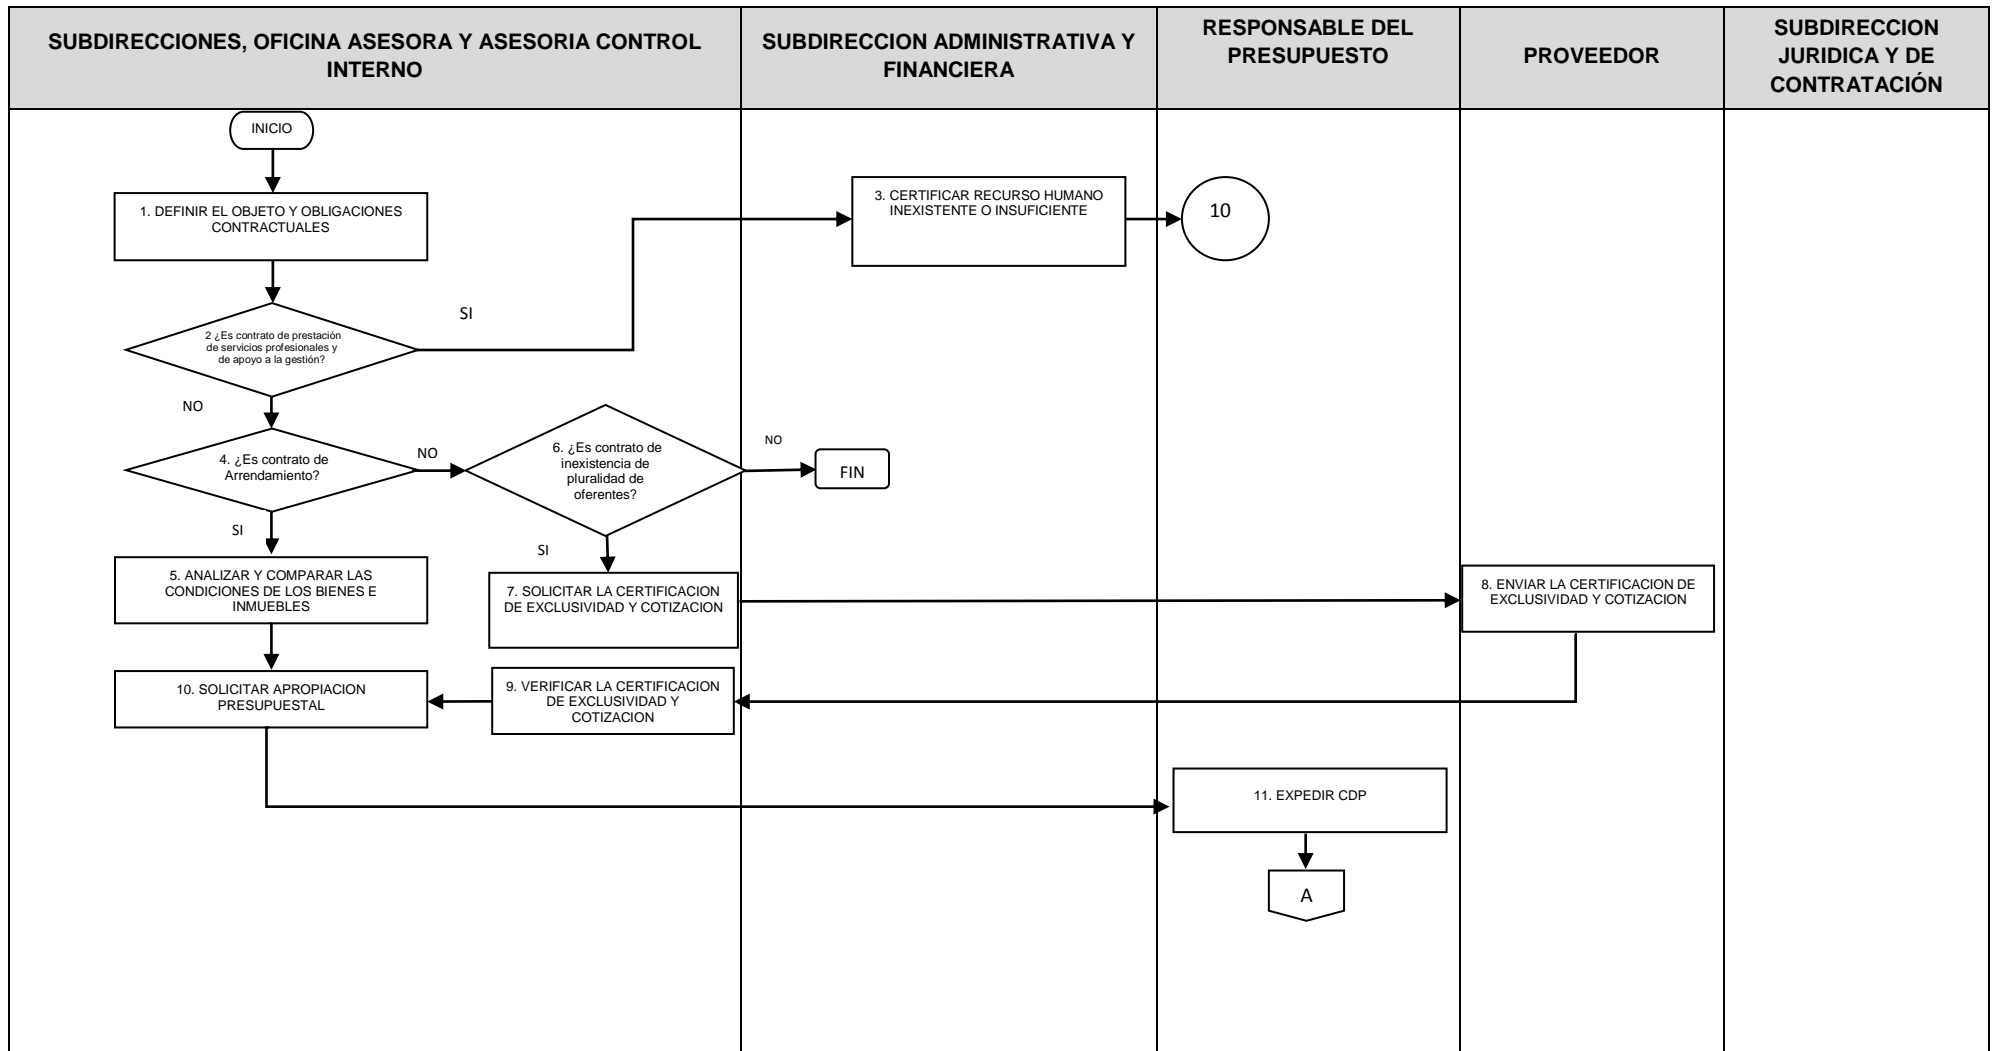 SUBDIRECCIONES, OFICINA ASESORA Y ASESORIA CONTROL
INTERNO
SUBDIRECCION ADMINISTRATIVA Y
FINANCIERA
RESPONSABLE DEL
PRESUPUESTO
PROVEEDOR
SUBDIRECCION
JURIDICA Y DE
CONTRATACIÓN
INICIO
1. DEFINIR EL OBJETO Y OBLIGACIONES
CONTRACTUALES
3. CERTIFICAR RECURSO HUMANO
INEXISTENTE O INSUFICIENTE
10
2 ¿Es contrato de prestación
de servicios profesionales y
de apoyo a la gestión?
SI
NO
4. ¿Es contrato de
Arrendamiento?
NO
6. ¿Es contrato de
inexistencia de
pluralidad de
oferentes?
NO
FIN
SI
SI
5. ANALIZAR Y COMPARAR LAS
CONDICIONES DE LOS BIENES E
INMUEBLES
7. SOLICITAR LA CERTIFICACION
DE EXCLUSIVIDAD Y COTIZACION
8. ENVIAR LA CERTIFICACION DE
EXCLUSIVIDAD Y COTIZACION
10. SOLICITAR APROPIACION
PRESUPUESTAL
9. VERIFICAR LA CERTIFICACION
DE EXCLUSIVIDAD Y
COTIZACION
11. EXPEDIR CDP
A